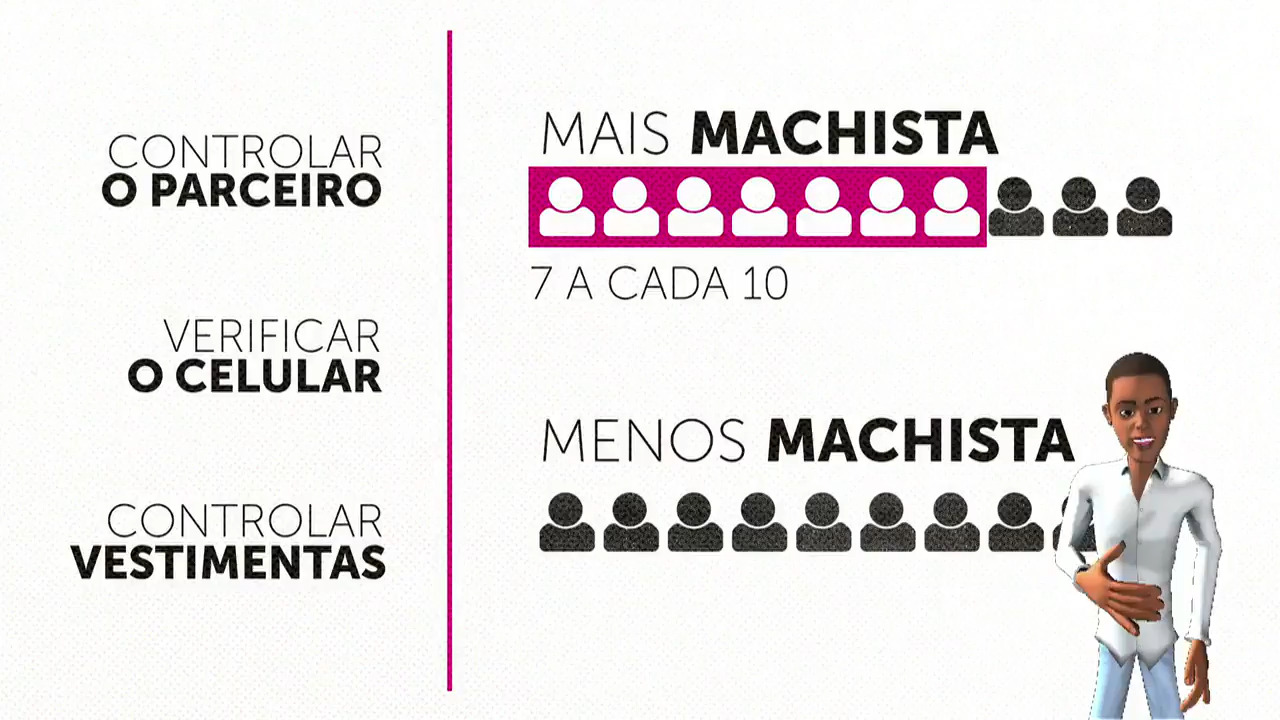 CONTROLAR
O PARCEIRO
VERIFICAR
O CELULAR
CONTROLAR
VESTIMENTAS
MAIS MACHISTA
7 A CADA 10
MENOS MACHISTA